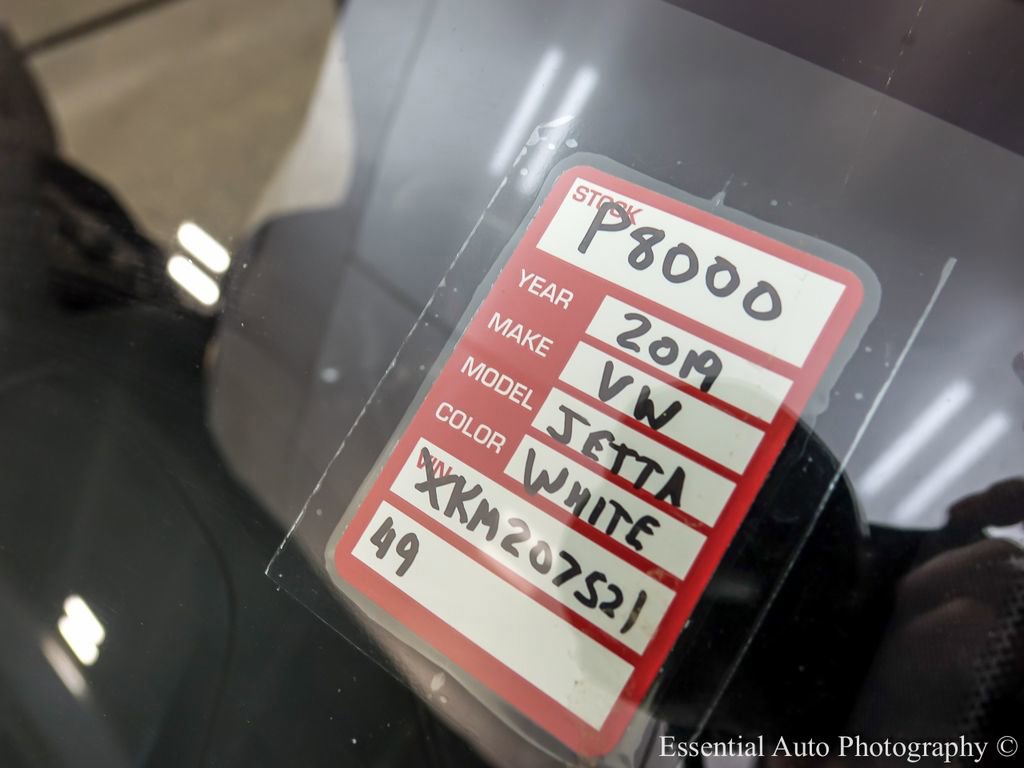 STOCK
P8000
YEAR 2019
MAKE VW
MODEL JETTA
COLOR WHITE
VIN
XKM207521
49
Essential Auto Photography ©